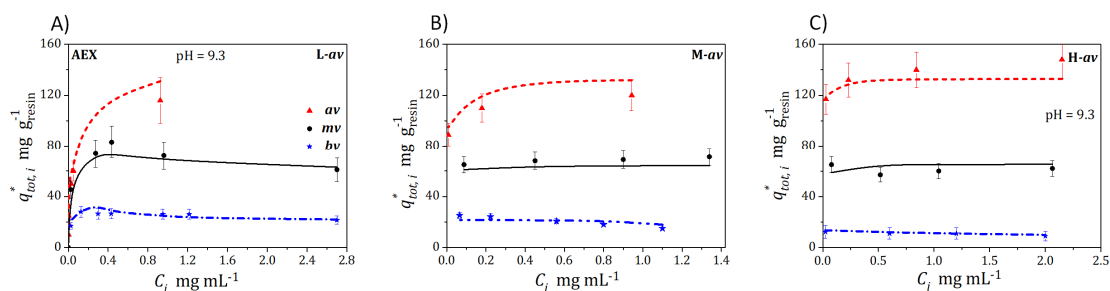 A)
AEX
pH = 9.3
L-av
av
mv
bv
q*tot, i mg g-1resin
160
120
80
40
0
0.0 0.4 0.8 1.2 1.6 2.0 2.4 2.8
Ci mg mL-1
B)
M-av
q*tot, i mg g-1resin
160
120
80
40
0
0.0 0.2 0.4 0.6 0.8 1.0 1.2 1.4
Ci mg mL-1
C)
H-av
pH = 9.3
q*tot, i mg g-1resin
160
120
80
40
0
0.0 0.5 1.0 1.5 2.0
Ci mg mL-1